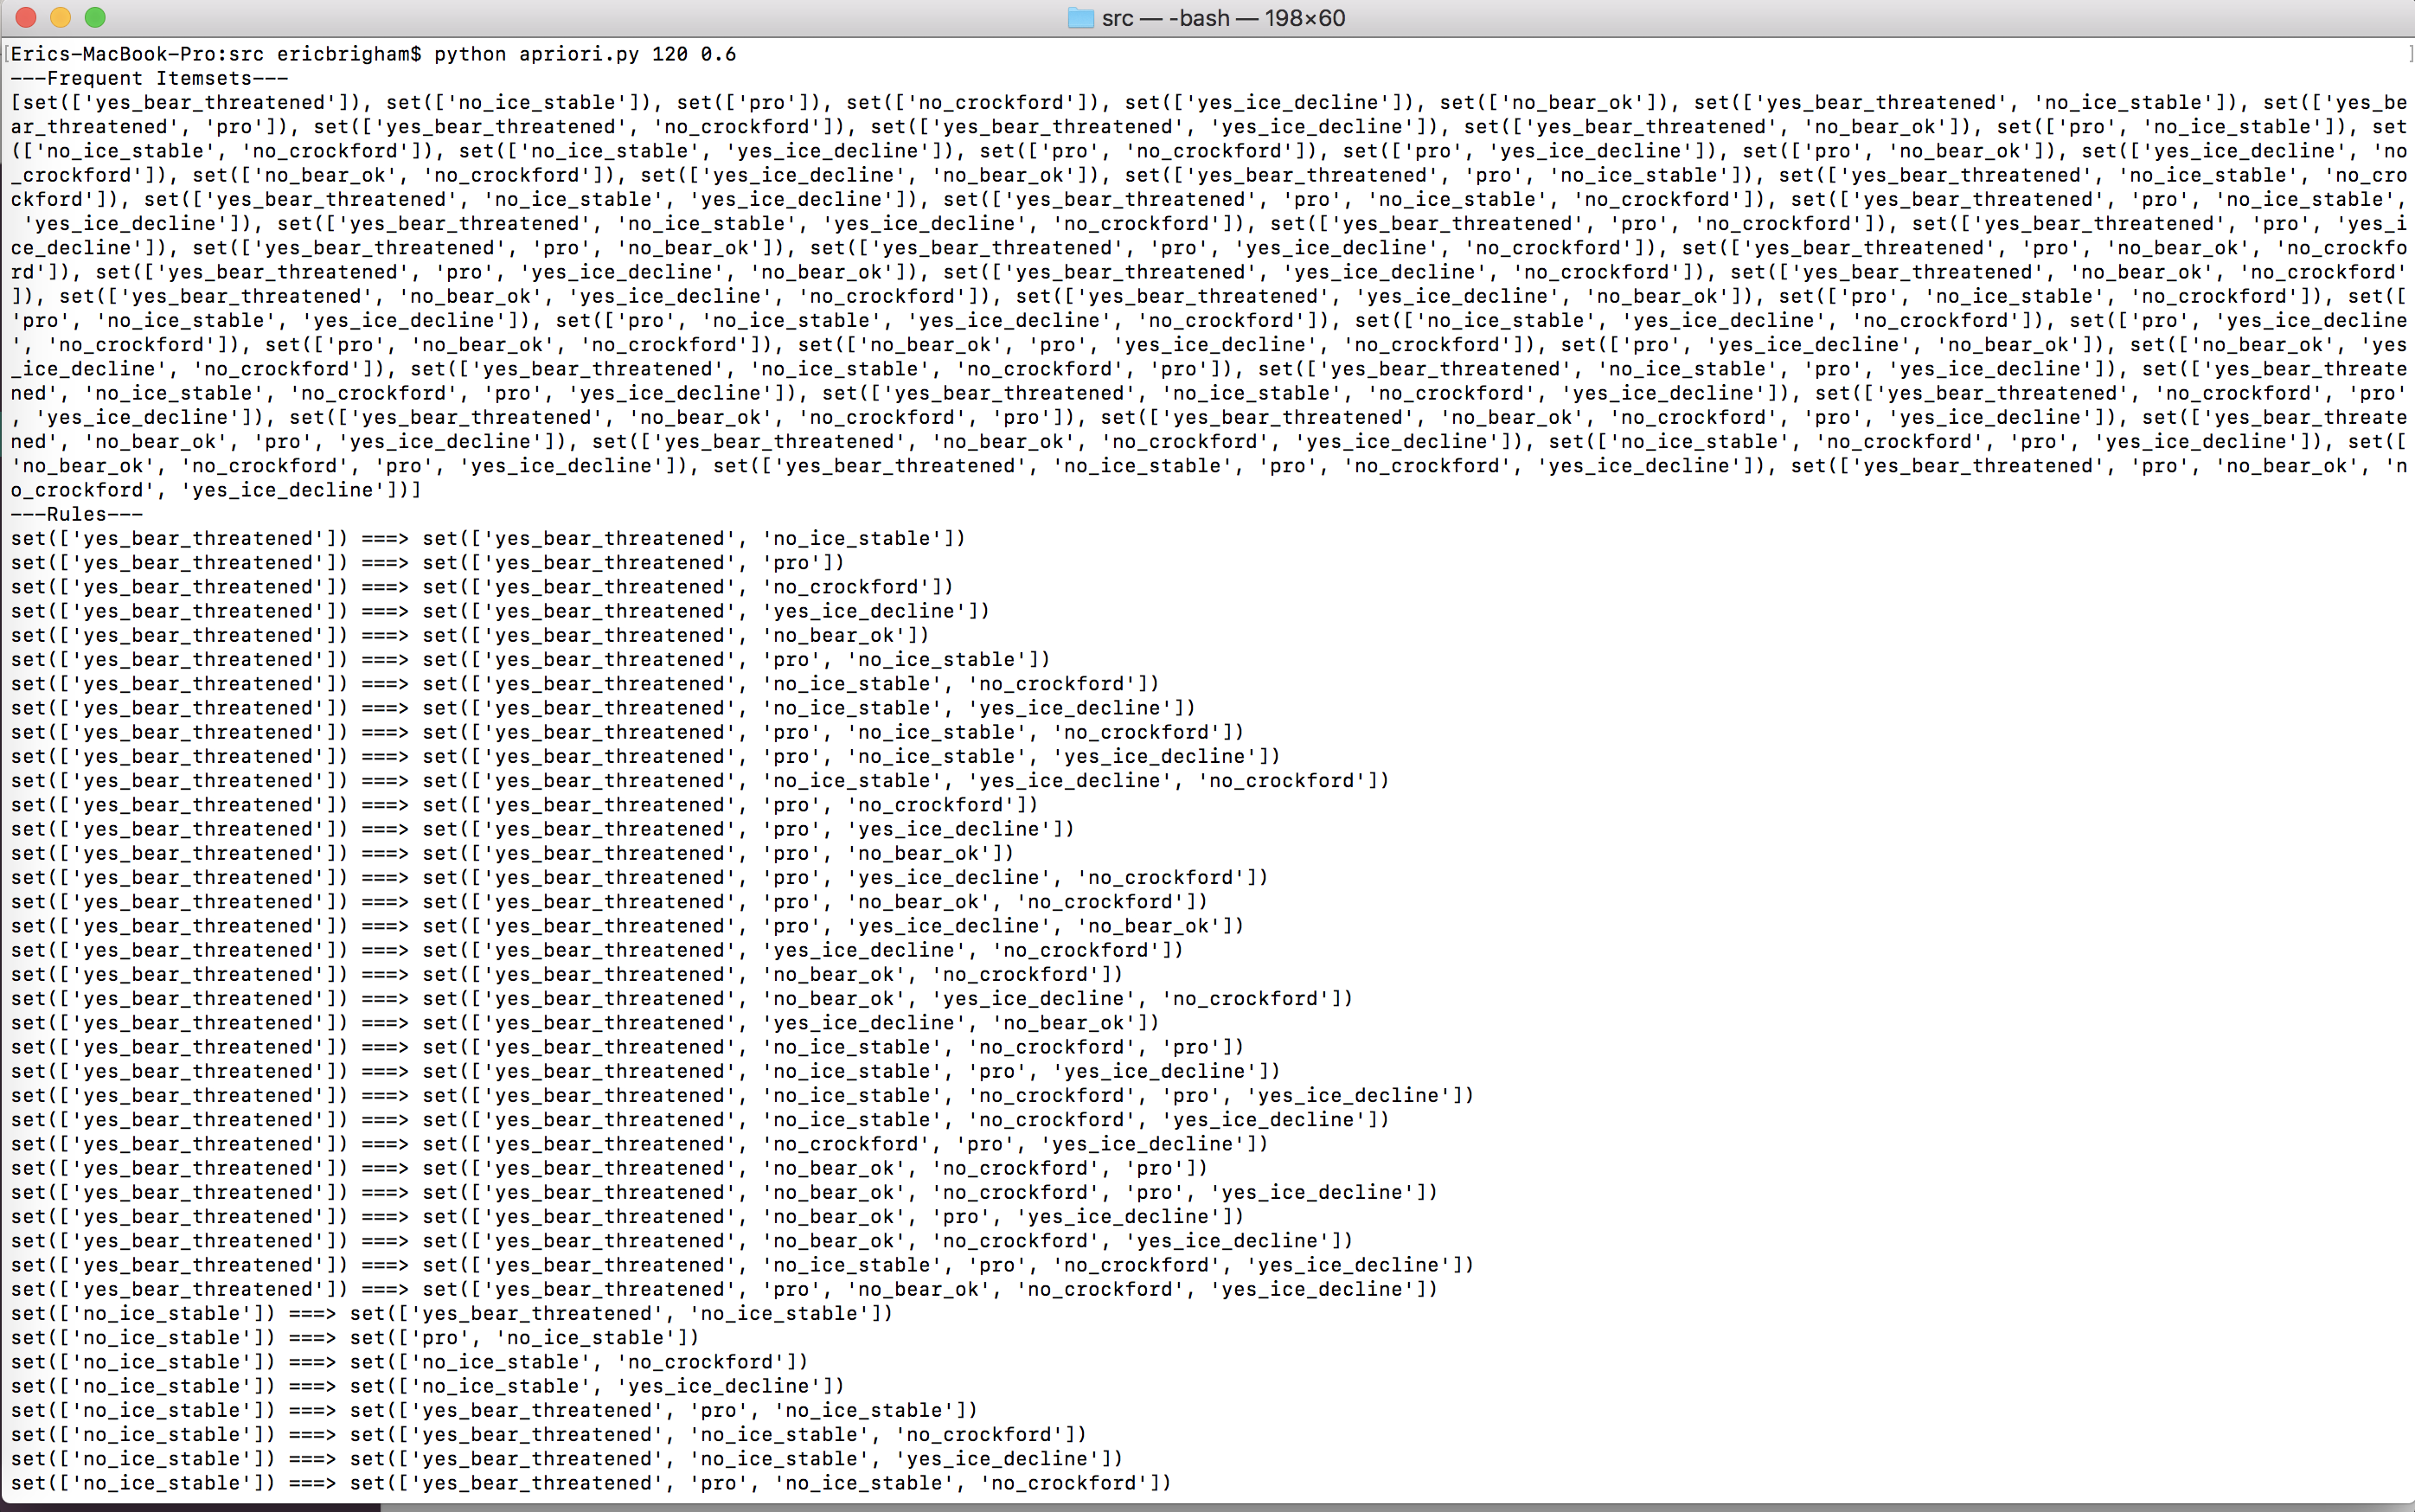 src — -bash — 198×60
[Erics-MacBook-Pro:src ericbrigham$ python apriori.py 120 0.6 ]
---Frequent Itemsets---
[set(['yes_bear_threatened']), set(['no_ice_stable']), set(['pro']), set(['no_crockford']), set(['yes_ice_decline']), set(['no_bear_ok']), set(['yes_bear_threatened', 'no_ice_stable']), set(['yes_be
ar_threatened', 'pro']), set(['yes_bear_threatened', 'no_crockford']), set(['yes_bear_threatened', 'yes_ice_decline']), set(['yes_bear_threatened', 'no_bear_ok']), set(['pro', 'no_ice_stable']), set
(['no_ice_stable', 'no_crockford']), set(['no_ice_stable', 'yes_ice_decline']), set(['pro', 'no_crockford']), set(['pro', 'yes_ice_decline']), set(['pro', 'no_bear_ok']), set(['yes_ice_decline', 'no
_crockford']), set(['no_bear_ok', 'no_crockford']), set(['yes_ice_decline', 'no_bear_ok']), set(['yes_bear_threatened', 'pro', 'no_ice_stable']), set(['yes_bear_threatened', 'no_ice_stable', 'no_cro
ckford']), set(['yes_bear_threatened', 'no_ice_stable', 'yes_ice_decline']), set(['yes_bear_threatened', 'pro', 'no_ice_stable', 'no_crockford']), set(['yes_bear_threatened', 'pro', 'no_ice_stable',
 'yes_ice_decline']), set(['yes_bear_threatened', 'no_ice_stable', 'yes_ice_decline', 'no_crockford']), set(['yes_bear_threatened', 'pro', 'no_crockford']), set(['yes_bear_threatened', 'pro', 'yes_i
ce_decline']), set(['yes_bear_threatened', 'pro', 'no_bear_ok']), set(['yes_bear_threatened', 'pro', 'yes_ice_decline', 'no_crockford']), set(['yes_bear_threatened', 'pro', 'no_bear_ok', 'no_crockfo
rd']), set(['yes_bear_threatened', 'pro', 'yes_ice_decline', 'no_bear_ok']), set(['yes_bear_threatened', 'yes_ice_decline', 'no_crockford']), set(['yes_bear_threatened', 'no_bear_ok', 'no_crockford'
]), set(['yes_bear_threatened', 'no_bear_ok', 'yes_ice_decline', 'no_crockford']), set(['yes_bear_threatened', 'yes_ice_decline', 'no_bear_ok']), set(['pro', 'no_ice_stable', 'no_crockford']), set([
'pro', 'no_ice_stable', 'yes_ice_decline']), set(['pro', 'no_ice_stable', 'yes_ice_decline', 'no_crockford']), set(['no_ice_stable', 'yes_ice_decline', 'no_crockford']), set(['pro', 'yes_ice_decline
', 'no_crockford']), set(['pro', 'no_bear_ok', 'no_crockford']), set(['no_bear_ok', 'pro', 'yes_ice_decline', 'no_crockford']), set(['pro', 'yes_ice_decline', 'no_bear_ok']), set(['no_bear_ok', 'yes
_ice_decline', 'no_crockford']), set(['yes_bear_threatened', 'no_ice_stable', 'no_crockford', 'pro']), set(['yes_bear_threatened', 'no_ice_stable', 'pro', 'yes_ice_decline']), set(['yes_bear_threate
ned', 'no_ice_stable', 'no_crockford', 'pro', 'yes_ice_decline']), set(['yes_bear_threatened', 'no_ice_stable', 'no_crockford', 'yes_ice_decline']), set(['yes_bear_threatened', 'no_crockford', 'pro'
, 'yes_ice_decline']), set(['yes_bear_threatened', 'no_bear_ok', 'no_crockford', 'pro']), set(['yes_bear_threatened', 'no_bear_ok', 'no_crockford', 'pro', 'yes_ice_decline']), set(['yes_bear_threate
ned', 'no_bear_ok', 'pro', 'yes_ice_decline']), set(['yes_bear_threatened', 'no_bear_ok', 'no_crockford', 'yes_ice_decline']), set(['no_ice_stable', 'no_crockford', 'pro', 'yes_ice_decline']), set([
'no_bear_ok', 'no_crockford', 'pro', 'yes_ice_decline']), set(['yes_bear_threatened', 'no_ice_stable', 'pro', 'no_crockford', 'yes_ice_decline']), set(['yes_bear_threatened', 'pro', 'no_bear_ok', 'n
o_crockford', 'yes_ice_decline'])]
---Rules---
set(['yes_bear_threatened']) ===> set(['yes_bear_threatened', 'no_ice_stable'])
set(['yes_bear_threatened']) ===> set(['yes_bear_threatened', 'pro'])
set(['yes_bear_threatened']) ===> set(['yes_bear_threatened', 'no_crockford'])
set(['yes_bear_threatened']) ===> set(['yes_bear_threatened', 'yes_ice_decline'])
set(['yes_bear_threatened']) ===> set(['yes_bear_threatened', 'no_bear_ok'])
set(['yes_bear_threatened']) ===> set(['yes_bear_threatened', 'pro', 'no_ice_stable'])
set(['yes_bear_threatened']) ===> set(['yes_bear_threatened', 'no_ice_stable', 'no_crockford'])
set(['yes_bear_threatened']) ===> set(['yes_bear_threatened', 'no_ice_stable', 'yes_ice_decline'])
set(['yes_bear_threatened']) ===> set(['yes_bear_threatened', 'pro', 'no_ice_stable', 'no_crockford'])
set(['yes_bear_threatened']) ===> set(['yes_bear_threatened', 'pro', 'no_ice_stable', 'yes_ice_decline'])
set(['yes_bear_threatened']) ===> set(['yes_bear_threatened', 'no_ice_stable', 'yes_ice_decline', 'no_crockford'])
set(['yes_bear_threatened']) ===> set(['yes_bear_threatened', 'pro', 'no_crockford'])
set(['yes_bear_threatened']) ===> set(['yes_bear_threatened', 'pro', 'yes_ice_decline'])
set(['yes_bear_threatened']) ===> set(['yes_bear_threatened', 'pro', 'no_bear_ok'])
set(['yes_bear_threatened']) ===> set(['yes_bear_threatened', 'pro', 'yes_ice_decline', 'no_crockford'])
set(['yes_bear_threatened']) ===> set(['yes_bear_threatened', 'pro', 'no_bear_ok', 'no_crockford'])
set(['yes_bear_threatened']) ===> set(['yes_bear_threatened', 'pro', 'yes_ice_decline', 'no_bear_ok'])
set(['yes_bear_threatened']) ===> set(['yes_bear_threatened', 'yes_ice_decline', 'no_crockford'])
set(['yes_bear_threatened']) ===> set(['yes_bear_threatened', 'no_bear_ok', 'no_crockford'])
set(['yes_bear_threatened']) ===> set(['yes_bear_threatened', 'no_bear_ok', 'yes_ice_decline', 'no_crockford'])
set(['yes_bear_threatened']) ===> set(['yes_bear_threatened', 'yes_ice_decline', 'no_bear_ok'])
set(['yes_bear_threatened']) ===> set(['yes_bear_threatened', 'no_ice_stable', 'no_crockford', 'pro'])
set(['yes_bear_threatened']) ===> set(['yes_bear_threatened', 'no_ice_stable', 'pro', 'yes_ice_decline'])
set(['yes_bear_threatened']) ===> set(['yes_bear_threatened', 'no_ice_stable', 'no_crockford', 'pro', 'yes_ice_decline'])
set(['yes_bear_threatened']) ===> set(['yes_bear_threatened', 'no_ice_stable', 'no_crockford', 'yes_ice_decline'])
set(['yes_bear_threatened']) ===> set(['yes_bear_threatened', 'no_crockford', 'pro', 'yes_ice_decline'])
set(['yes_bear_threatened']) ===> set(['yes_bear_threatened', 'no_bear_ok', 'no_crockford', 'pro'])
set(['yes_bear_threatened']) ===> set(['yes_bear_threatened', 'no_bear_ok', 'no_crockford', 'pro', 'yes_ice_decline'])
set(['yes_bear_threatened']) ===> set(['yes_bear_threatened', 'no_bear_ok', 'pro', 'yes_ice_decline'])
set(['yes_bear_threatened']) ===> set(['yes_bear_threatened', 'no_bear_ok', 'no_crockford', 'yes_ice_decline'])
set(['yes_bear_threatened']) ===> set(['yes_bear_threatened', 'no_ice_stable', 'pro', 'no_crockford', 'yes_ice_decline'])
set(['yes_bear_threatened']) ===> set(['yes_bear_threatened', 'pro', 'no_bear_ok', 'no_crockford', 'yes_ice_decline'])
set(['no_ice_stable']) ===> set(['yes_bear_threatened', 'no_ice_stable'])
set(['no_ice_stable']) ===> set(['pro', 'no_ice_stable'])
set(['no_ice_stable']) ===> set(['no_ice_stable', 'no_crockford'])
set(['no_ice_stable']) ===> set(['no_ice_stable', 'yes_ice_decline'])
set(['no_ice_stable']) ===> set(['yes_bear_threatened', 'pro', 'no_ice_stable'])
set(['no_ice_stable']) ===> set(['yes_bear_threatened', 'no_ice_stable', 'no_crockford'])
set(['no_ice_stable']) ===> set(['yes_bear_threatened', 'no_ice_stable', 'yes_ice_decline'])
set(['no_ice_stable']) ===> set(['yes_bear_threatened', 'pro', 'no_ice_stable', 'no_crockford'])